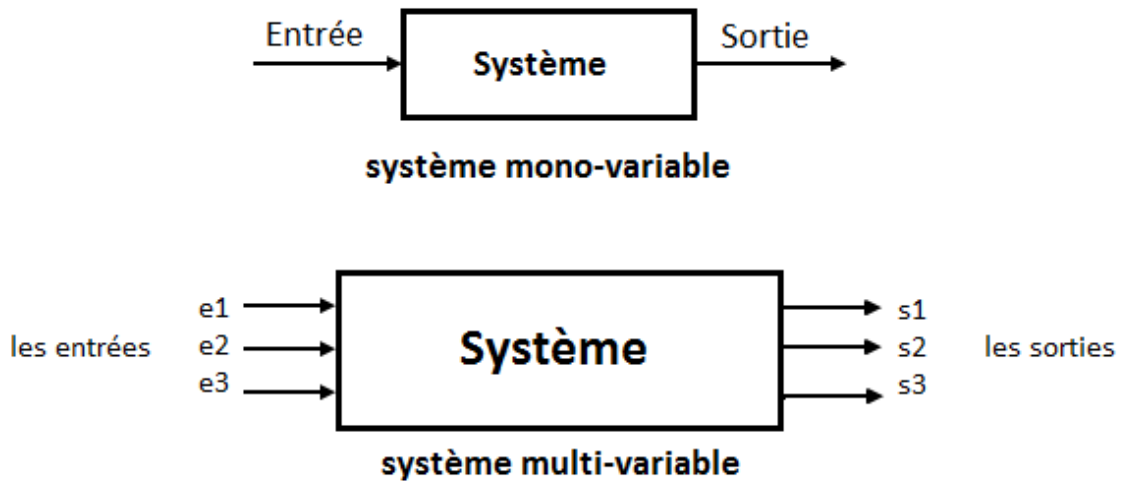 Entrée
Système
Sortie
système mono-variable
les entrées
e1
e2
e3
Système
s1
s2
s3
les sorties
système multi-variable